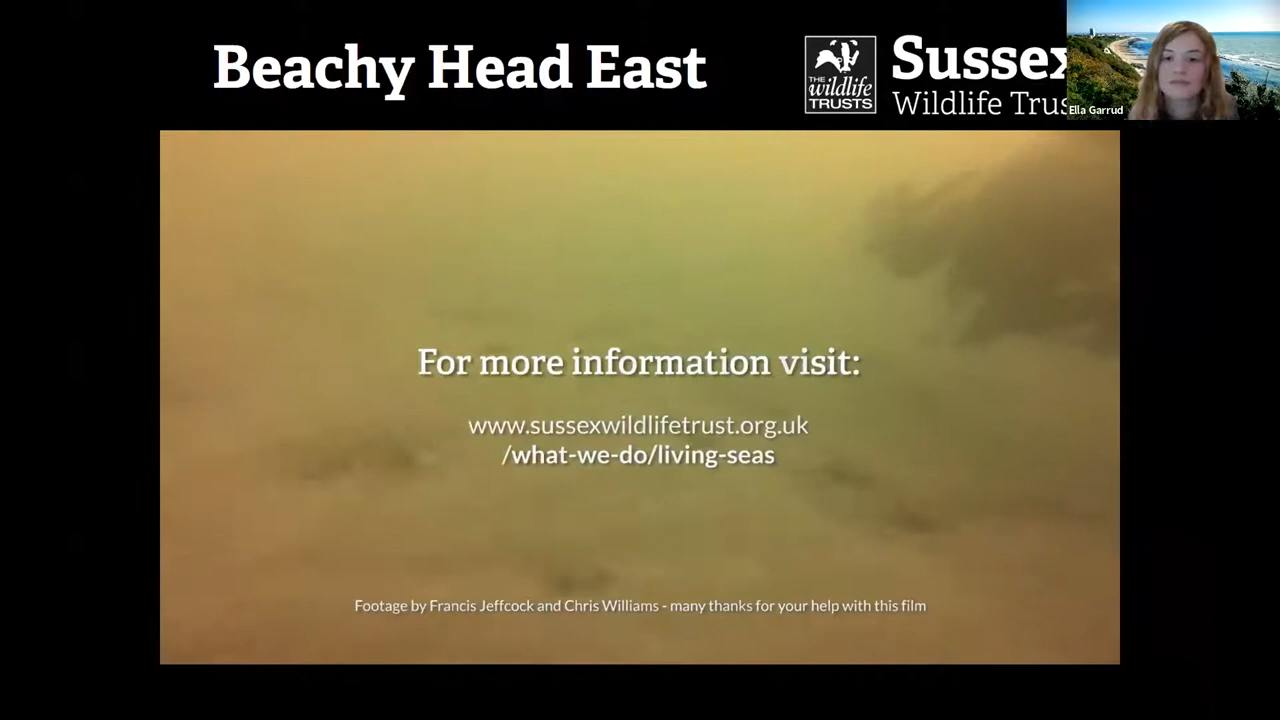 Beachy Head East
THE
wildlife
TRUSTS
Sussex
Wildlife Trus
Ella Garrud
For more information visit:
www.sussexwildlifetrust.org.uk
/what-we-do/living-seas
Footage by Francis Jeffcock and Chris Williams - many thanks for your help with this film